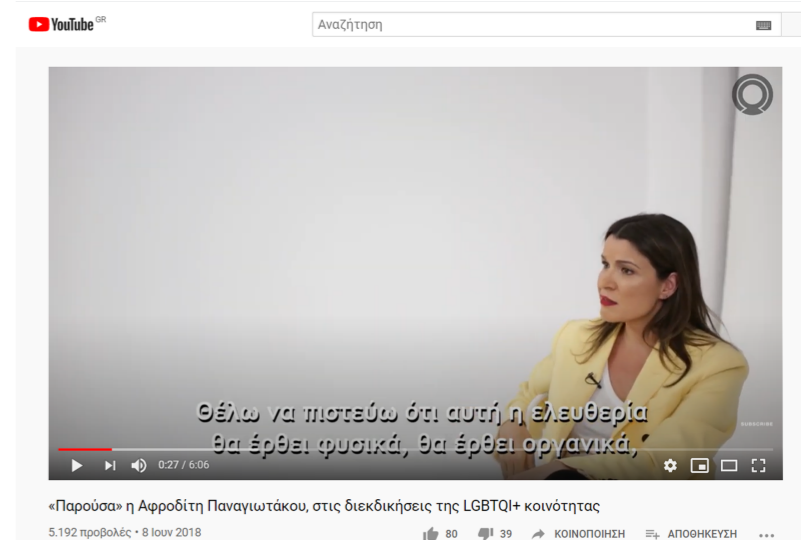 YouTube GR
Αναζήτηση
Θέλω να πιστεύω ότι αυτή η ελευθερία
θα έρθει φυσικά, θα έρθει οργανικά,
SUBSCRIBE
0:27 / 6:06
«Παρούσα» η Αφροδίτη Παναγιωτάκου, στις διεκδικήσεις της LGBTQI+ κοινότητας
5.192 προβολές • 8 Ιουν 2018
80 39 ΚΟΙΝΟΠΟΙΗΣΗ ΑΠΟΘΗΚΕΥΣΗ